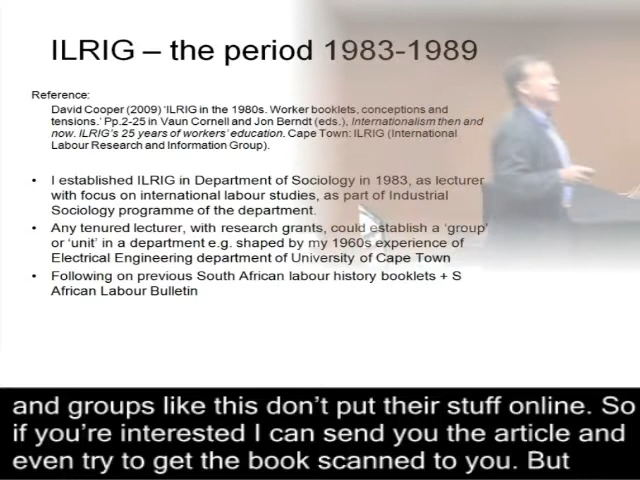 ILRIG – the period 1983-1989
Reference:
David Cooper (2009) 'ILRIG in the 1980s. Worker booklets, conceptions and
tensions.' Pp.2-25 in Vaun Cornell and Jon Berndt (eds.), Internationalism then and
now. ILRIG's 25 years of workers' education. Cape Town: ILRIG (International
Labour Research and Information Group).
• I established ILRIG in Department of Sociology in 1983, as lecturer
with focus on international labour studies, as part of Industrial
Sociology programme of the department.
• Any tenured lecturer, with research grants, could establish a 'group'
or 'unit' in a department e.g. shaped by my 1960s experience of
Electrical Engineering department of University of Cape Town
• Following on previous South African labour history booklets + S
African Labour Bulletin
and groups like this don't put their stuff online. So
if you're interested I can send you the article and
even try to get the book scanned to you. But